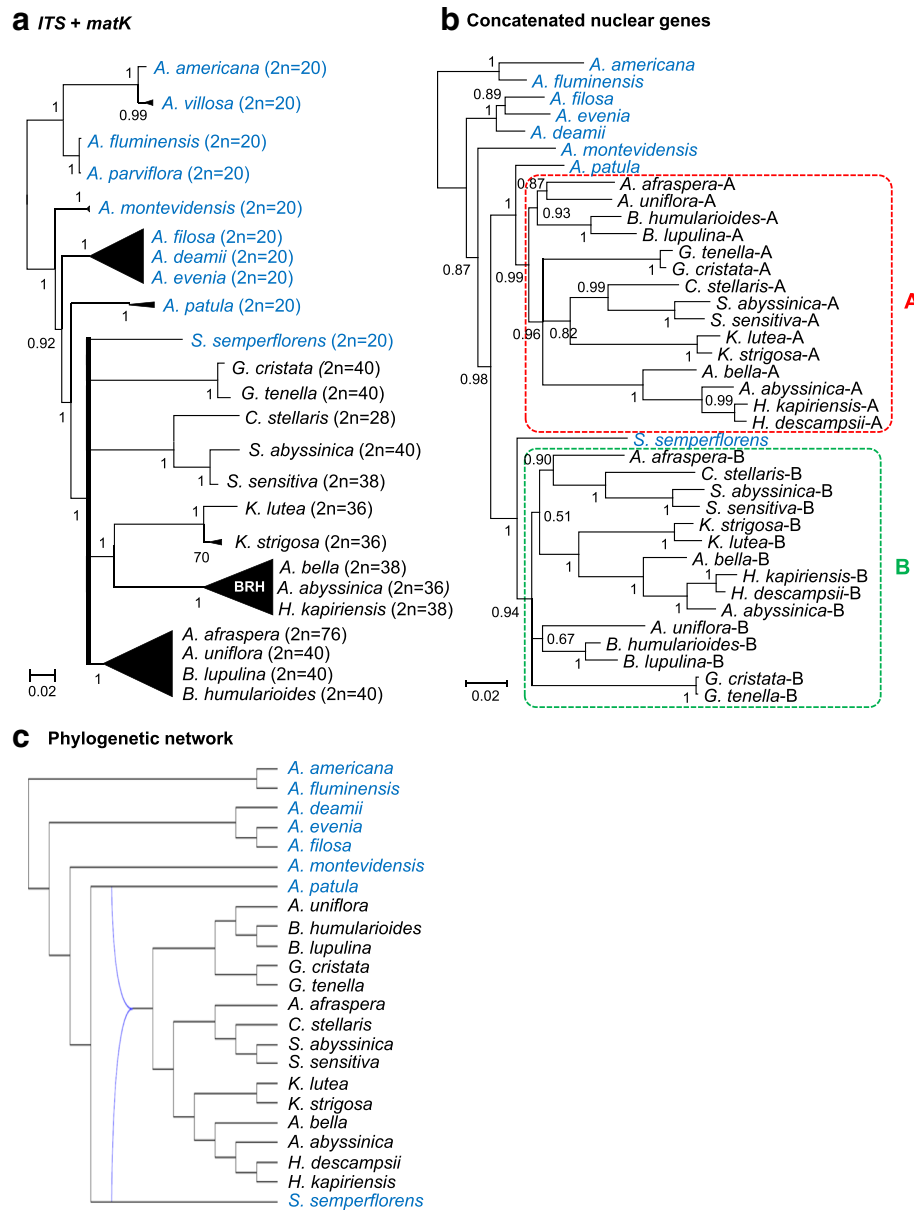 a ITS + matK
A. americana (2n=20)
1
A. villosa (2n=20)
0.99
1
A. fluminensis (2n=20)
1
A. parviflora (2n=20)
1
A. montevidensis (2n=20)
A. filosa (2n=20)
1
A. deamii (2n=20)
A. evenia (2n=20)
A. patula (2n=20)
1
0.92
S. semperflorens (2n=20)
G. cristata (2n=40)
1
G. tenella (2n=40)
1
C. stellaris (2n=28)
S. abyssinica (2n=40)
1
1
S. sensitiva (2n=38)
K. lutea (2n=36)
1
1
K. strigosa (2n=36)
1
70
A. bella (2n=38)
BRH
A. abyssinica (2n=36)
1
H. kapiriensis (2n=38)
A. afraspera (2n=76)
A. uniflora (2n=40)
1
B. lupulina (2n=40)
0.02
B. humularioides (2n=40)
b Concatenated nuclear genes
1
A. americana
A. fluminensis
0.89
A. filosa
1
A. evenia
A. deamii
A. montevidensis
A. patula
0.87
A. afraspera-A
A. uniflora-A
1
0.93
B. humularioides-A
1
B. lupulina-A
0.87
0.99
G. tenella-A
1
G. cristata-A
0.99
C. stellaris-A
S. abyssinica-A
1
S. sensitiva-A
A
0.96
0.82
K. lutea-A
1
K. strigosa-A
0.98
A. bella-A
1
A. abyssinica-A
0.99
H. kapiriensis-A
1
H. descampsii-A
S. semperflorens
0.90
A. afraspera-B
C. stellaris-B
1
S. abyssinica-B
1
S. sensitiva-B
1
0.51
K. strigosa-B
1
K. lutea-B
A. bella-B
B
1
1
H. kapiriensis-B
1
H. descampsii-B
1
A. abyssinica-B
0.94
A. uniflora-B
0.67
B. humularioides-B
1
B. lupulina-B
G. cristata-B
0.02
1
G. tenella-B
c Phylogenetic network
A. americana
A. fluminensis
A. deamii
A. evenia
A. filosa
A. montevidensis
A. patula
A. uniflora
B. humularioides
B. lupulina
G. cristata
G. tenella
A. afraspera
C. stellaris
S. abyssinica
S. sensitiva
K. lutea
K. strigosa
A. bella
A. abyssinica
H. descampsii
H. kapiriensis
S. semperflorens